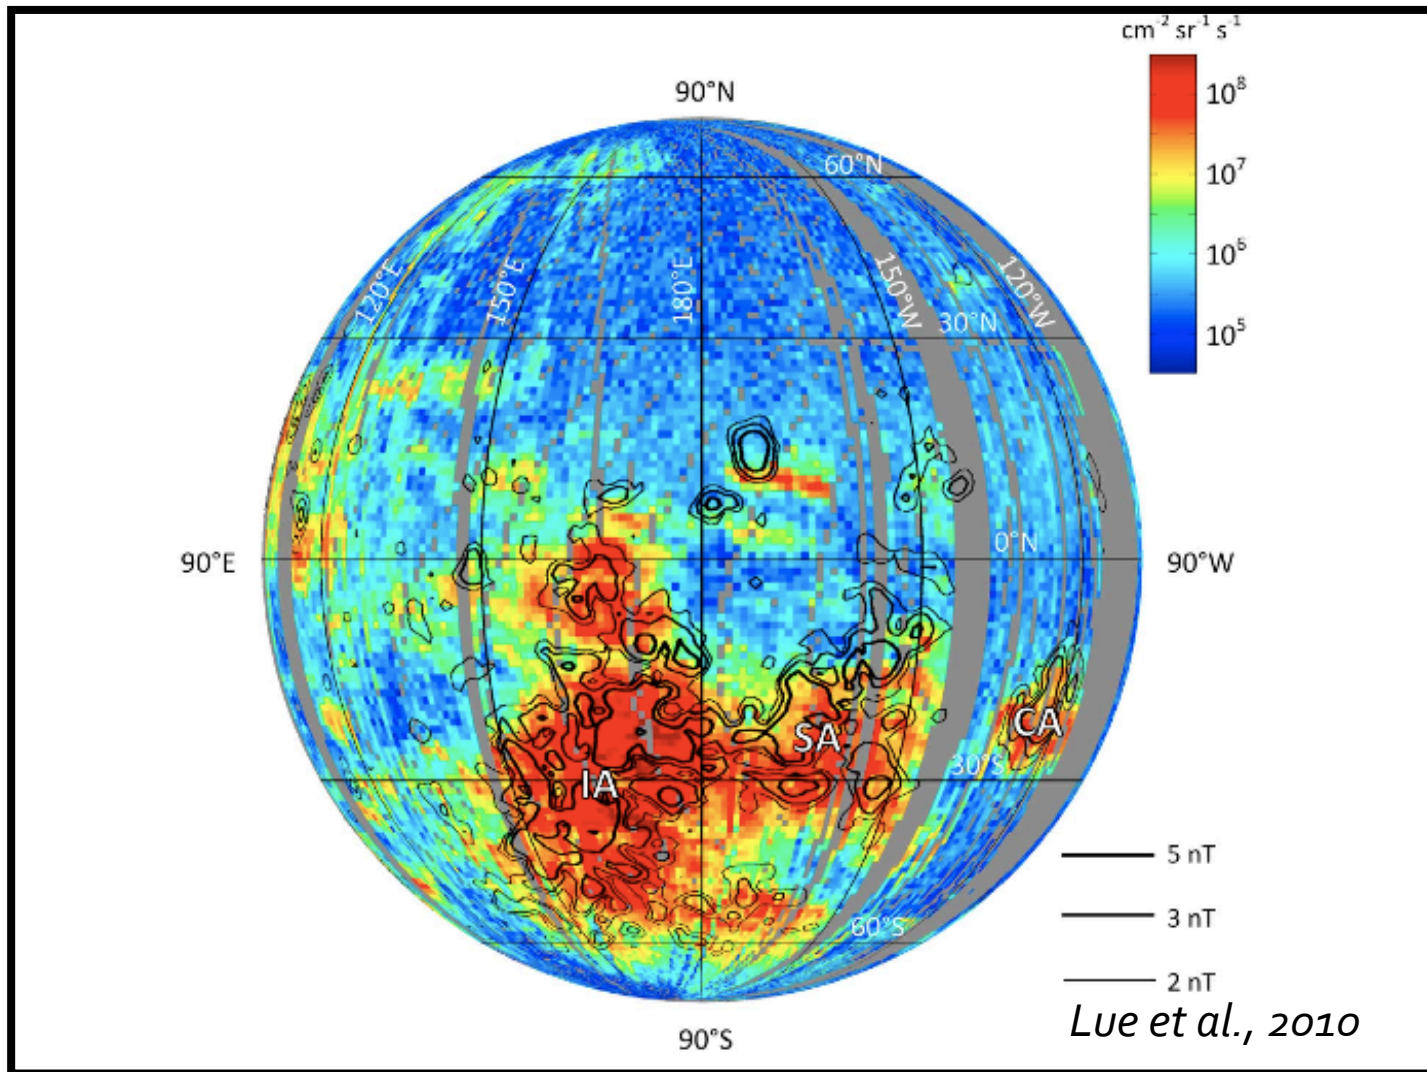 cm⁻² sr⁻¹ s⁻¹
10⁸
10⁷
10⁶
10⁵
90°N
60°N
120°E
150°E
180°E
150°W
120°W
30°N
90°E
0°N
90°W
SA
CA
IA
30°S
60°S
5 nT
3 nT
2 nT
90°S
Lue et al., 2010